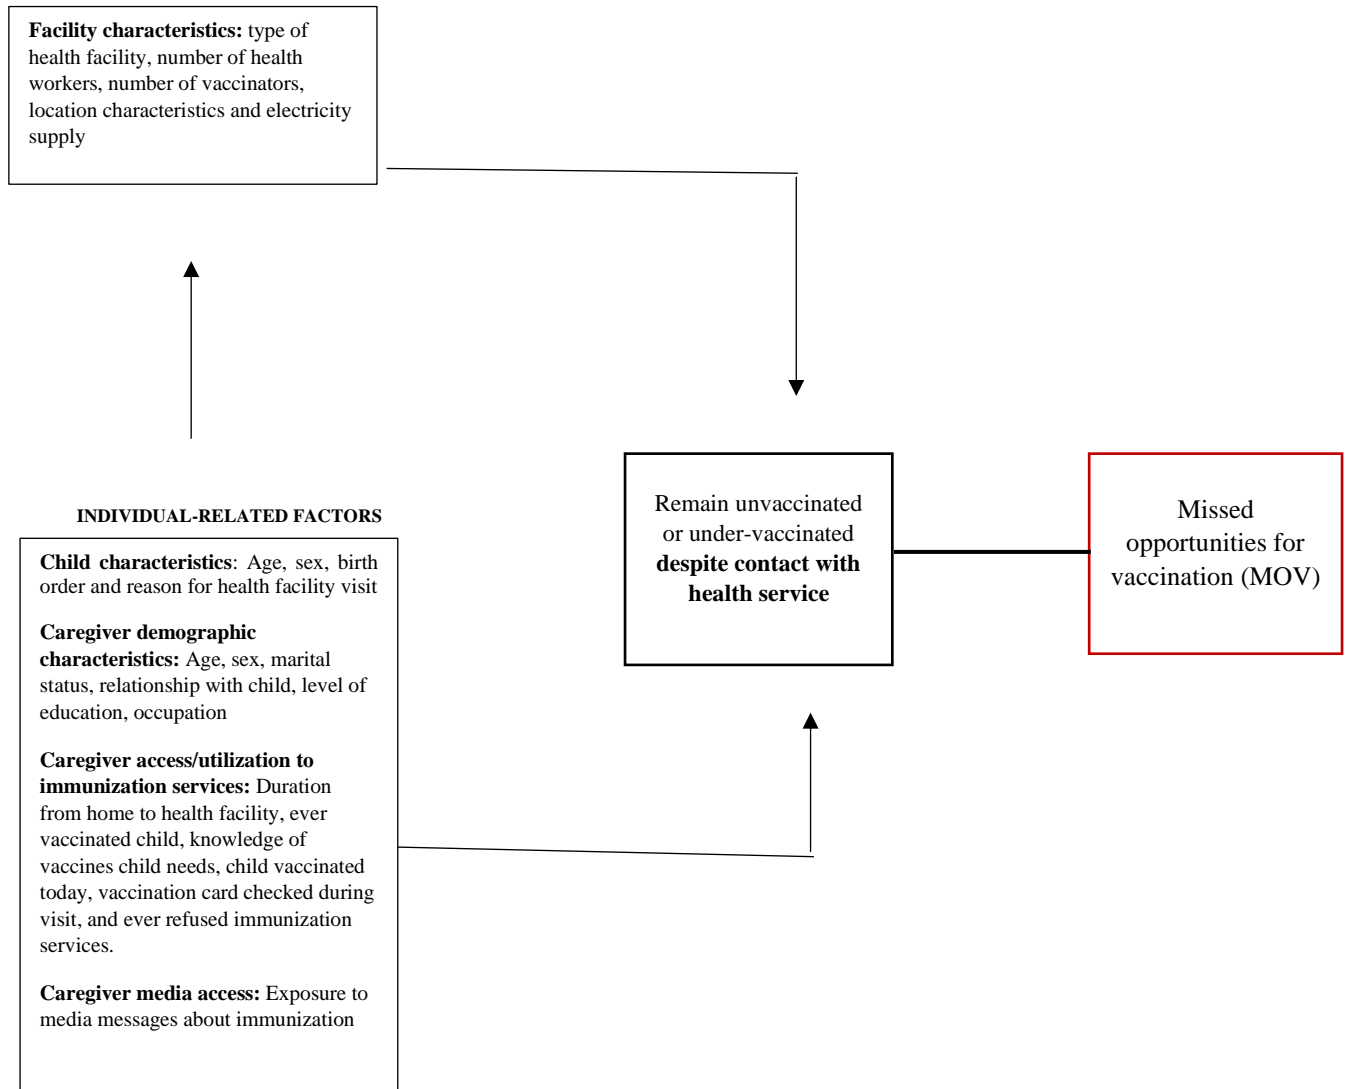 Facility characteristics: type of
health facility, number of health
workers, number of vaccinators,
location characteristics and electricity
supply
INDIVIDUAL-RELATED FACTORS
Child characteristics: Age, sex, birth
order and reason for health facility visit
Caregiver demographic
characteristics: Age, sex, marital
status, relationship with child, level of
education, occupation
Caregiver access/utilization to
immunization services: Duration
from home to health facility, ever
vaccinated child, knowledge of
vaccines child needs, child vaccinated
today, vaccination card checked during
visit, and ever refused immunization
services.
Caregiver media access: Exposure to
media messages about immunization
Remain unvaccinated
or under-vaccinated
despite contact with
health service
Missed
opportunities for
vaccination (MOV)